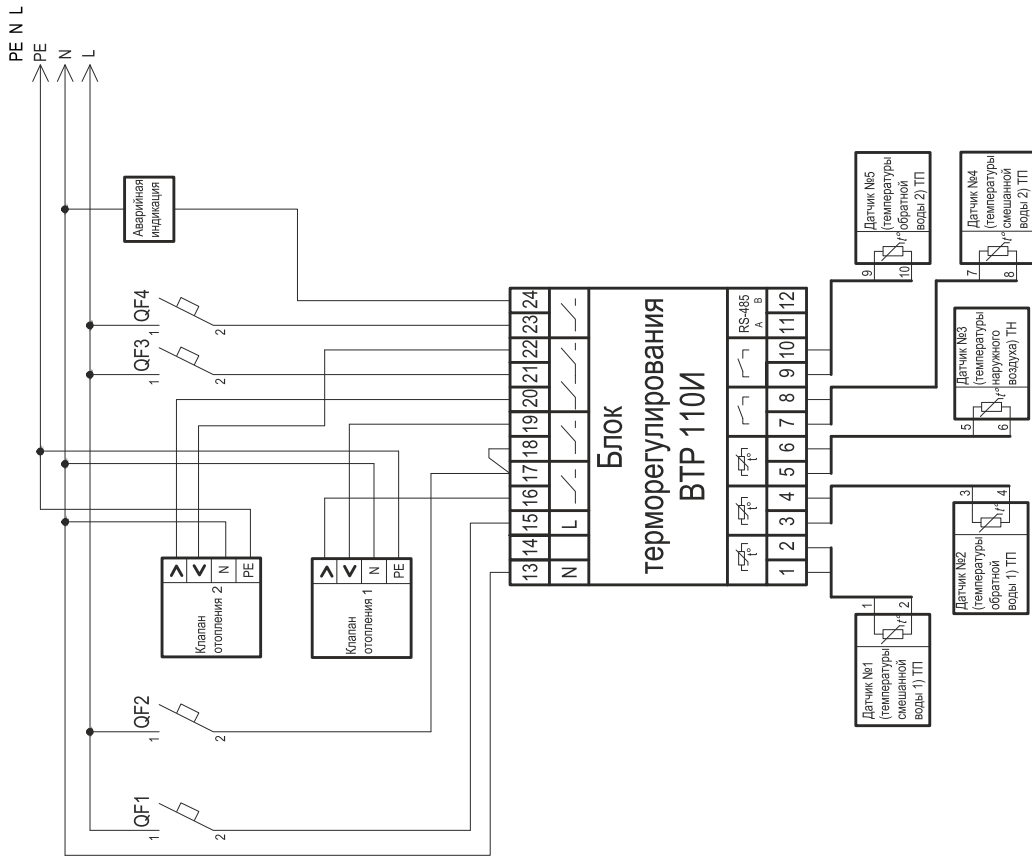 PE N L
PE
N
L
Аварийная
индикация
QF4
1
2
QF3
1
2
Клапан
отопления 2
N
PE
Клапан
отопления 1
N
PE
QF2
1
2
QF1
1
2
13 14 15 16 17 18 19 20 21 22 23 24
N L
Блок
терморегулирования
ВТР 110И
t° t° t° RS-485
A B
1 2 3 4 5 6 7 8 9 10 11 12
Датчик №1
(температуры
смешанной
воды 1) ТП
t°
1
2
Датчик №2
(температуры
обратной
воды 1) ТП
t°
3
4
Датчик №3
(температуры
наружного
воздуха) ТН
t°
5
6
Датчик №4
(температуры
смешанной
воды 2) ТП
t°
7
8
Датчик №5
(температуры
обратной
воды 2) ТП
t°
9
10